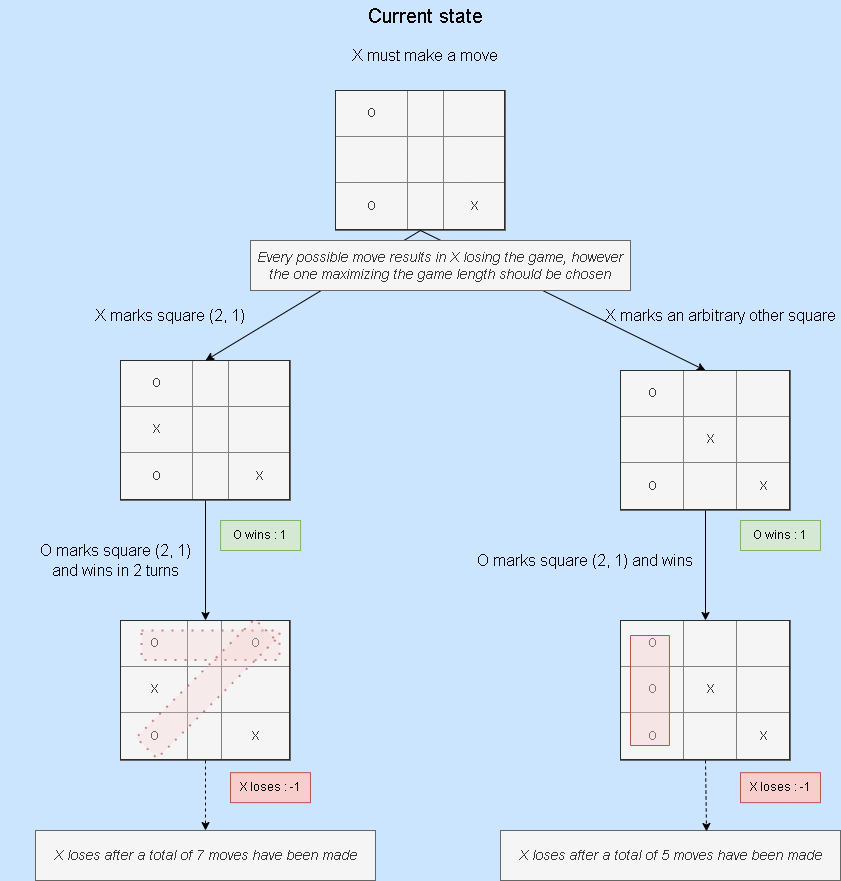 Current state
X must make a move
O
O X
Every possible move results in X losing the game, however
the one maximizing the game length should be chosen
X marks square (2, 1)
X marks an arbitrary other square
O
X
O X
O
X
O X
O wins : 1
O wins : 1
O marks square (2, 1)
and wins in 2 turns
O marks square (2, 1) and wins
O O
X
O X
O
O X
O X
X loses : -1
X loses : -1
X loses after a total of 7 moves have been made
X loses after a total of 5 moves have been made